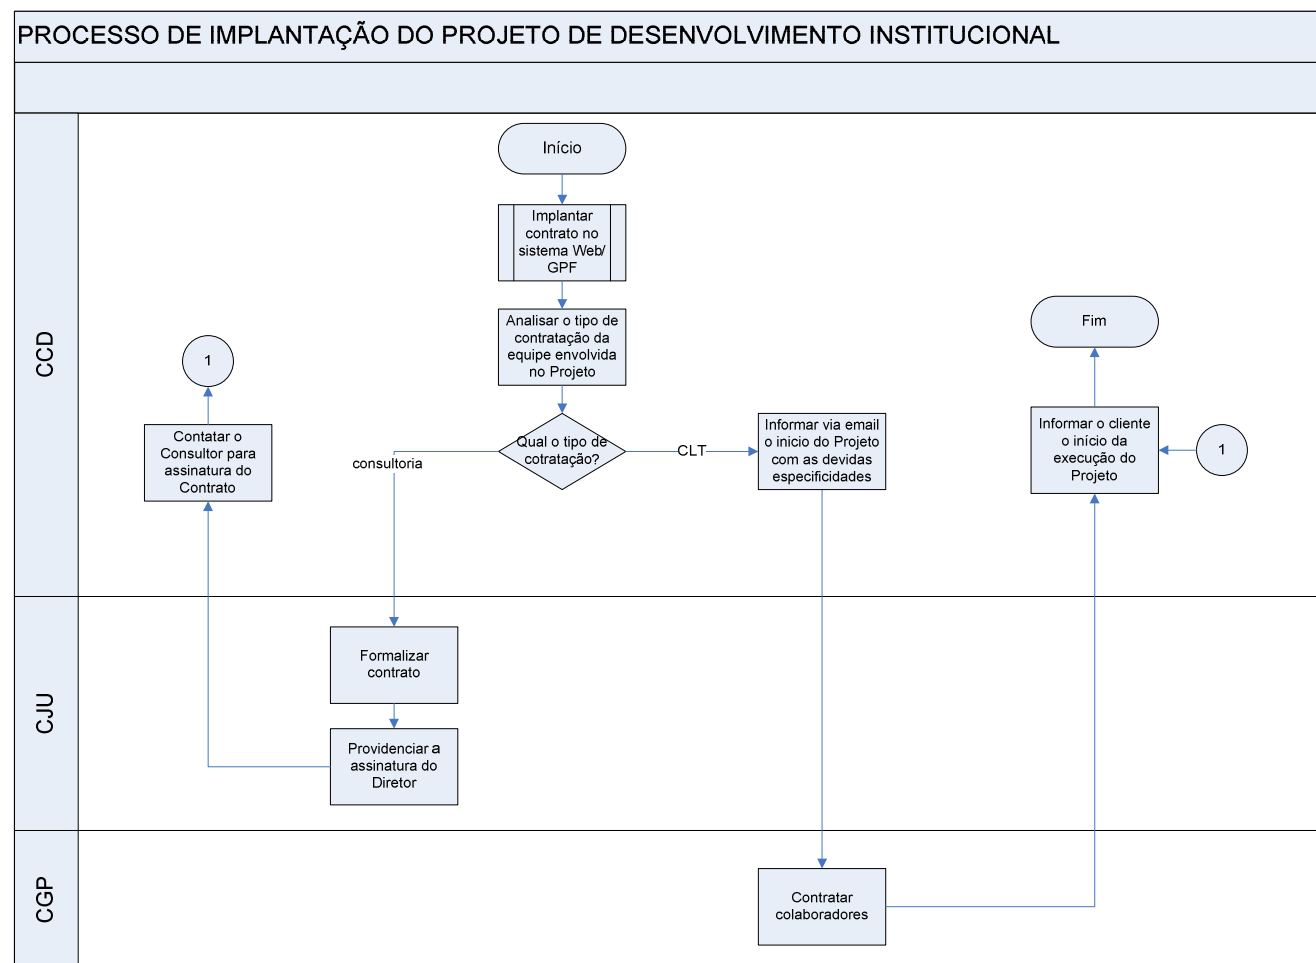 PROCESSO DE IMPLANTAÇÃO DO PROJETO DE DESENVOLVIMENTO INSTITUCIONAL
CCD
Início
Implantar
contrato no
sistema Web/
GPF
Analisar o tipo de
contratação da
equipe envolvida
no Projeto
Qual o tipo de
cotratação?
consultoria
CLT
1
Contatar o
Consultor para
assinatura do
Contrato
Informar via email
o inicio do Projeto
com as devidas
especificidades
Fim
Informar o cliente
o início da
execução do
Projeto
1
CJU
Formalizar
contrato
Providenciar a
assinatura do
Diretor
CGP
Contratar
colaboradores